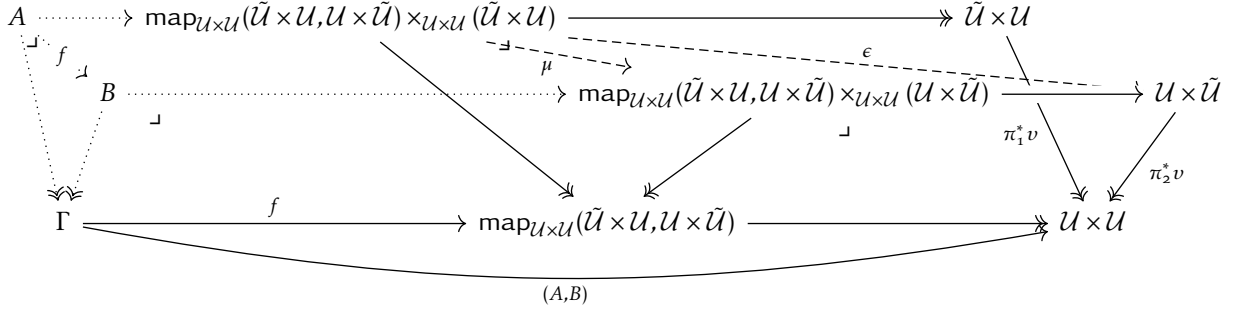 A map_{𝒰×𝒰}(𝒰̃ × 𝒰, 𝒰 × 𝒰̃) ×_{𝒰×𝒰} (𝒰̃ × 𝒰) 𝒰̃ × 𝒰
f μ ϵ
B map_{𝒰×𝒰}(𝒰̃ × 𝒰, 𝒰 × 𝒰̃) ×_{𝒰×𝒰} (𝒰 × 𝒰̃) 𝒰 × 𝒰̃
π₁*υ π₂*υ
f
Γ map_{𝒰×𝒰}(𝒰̃ × 𝒰, 𝒰 × 𝒰̃) 𝒰 × 𝒰
(A,B)